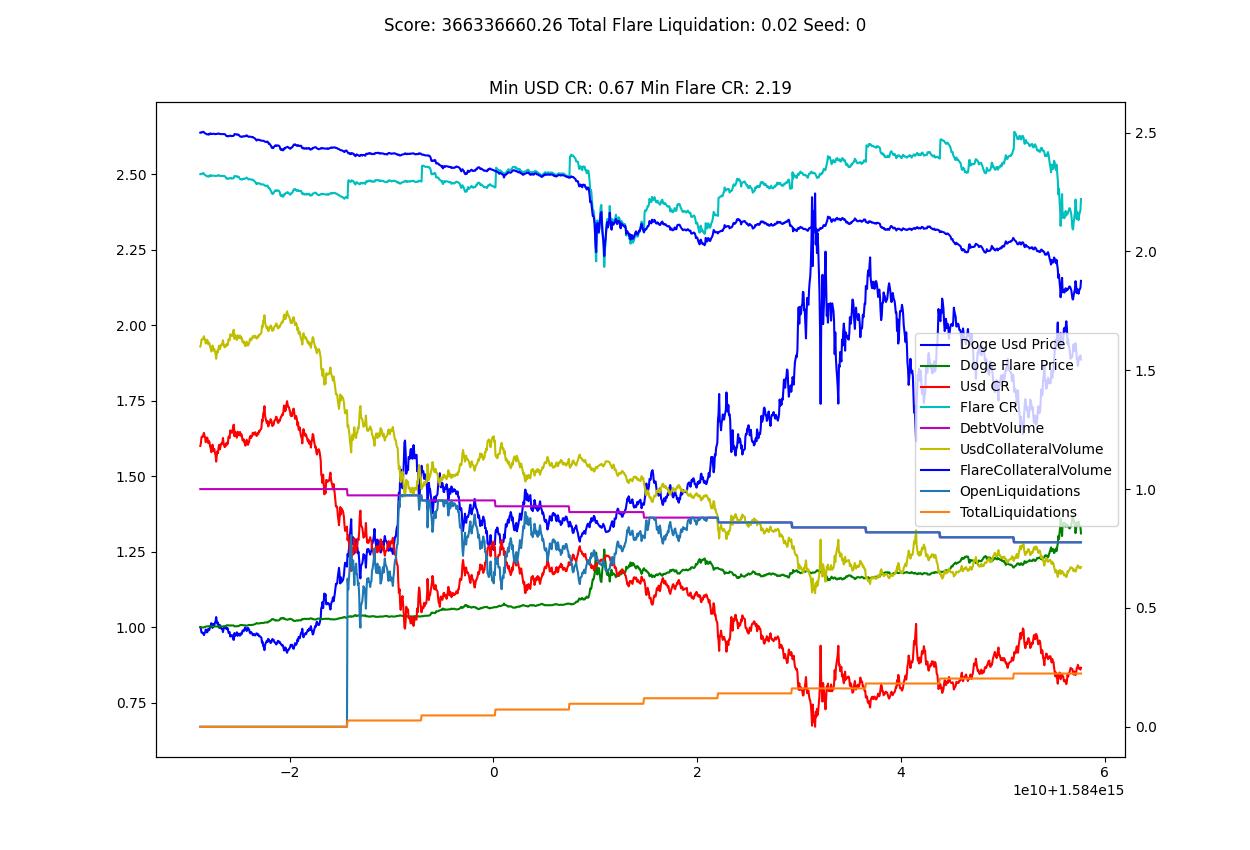 Score: 366336660.26 Total Flare Liquidation: 0.02 Seed: 0
Min USD CR: 0.67 Min Flare CR: 2.19
2.50
2.25
2.00
1.75
1.50
1.25
1.00
0.75
2.5
2.0
1.5
1.0
0.5
0.0
Doge Usd Price
Doge Flare Price
Usd CR
Flare CR
DebtVolume
UsdCollateralVolume
FlareCollateralVolume
OpenLiquidations
TotalLiquidations
−2
0
2
4
6
1e10+1.584e15